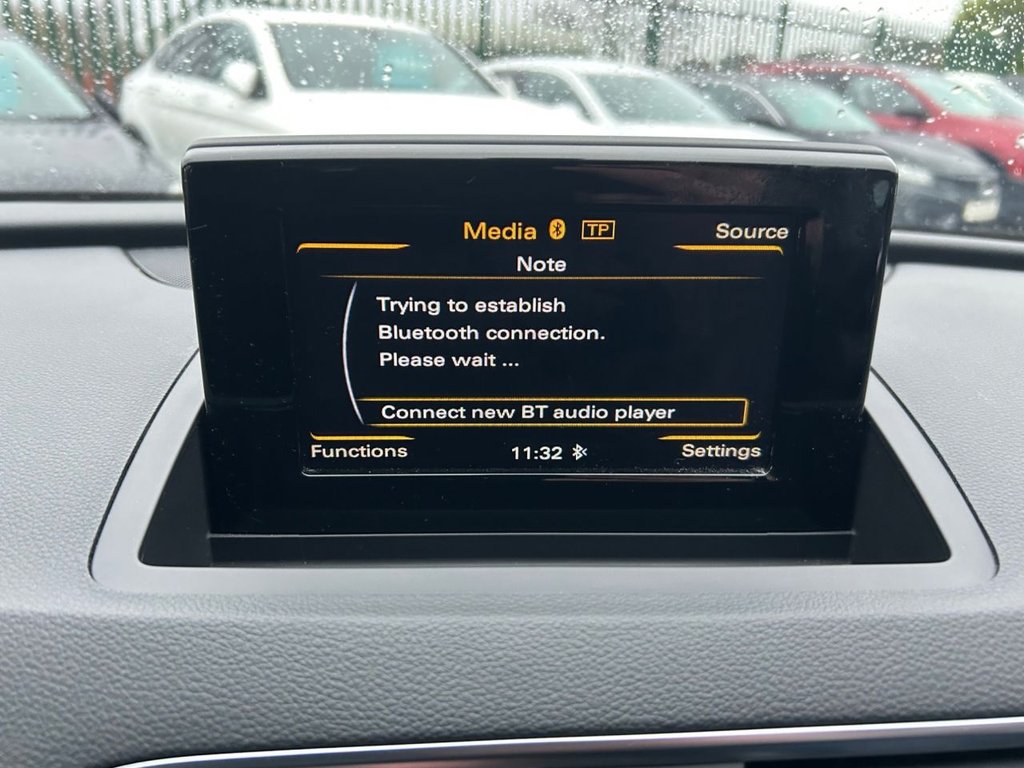 Media TP Source
Note
Trying to establish
Bluetooth connection.
Please wait ...
Connect new BT audio player
Functions 11:32 Settings